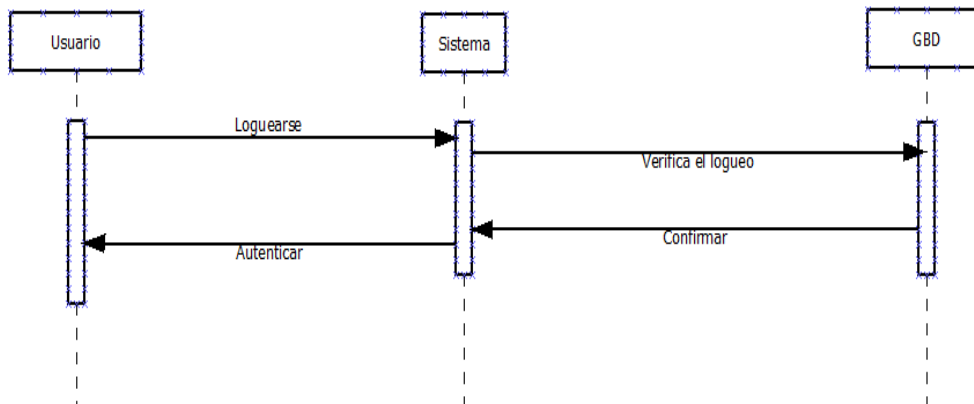 Usuario
Sistema
GBD
Loguearse
Verifica el logueo
Confirmar
Autenticar